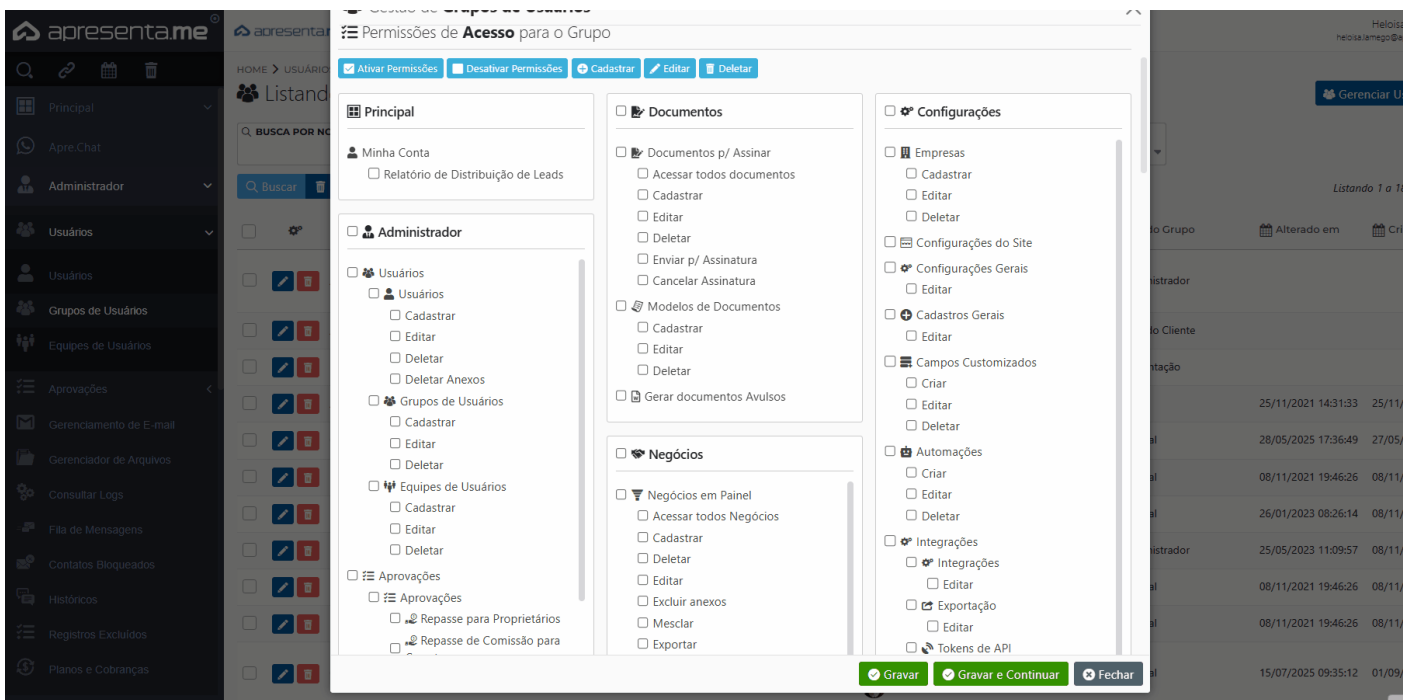 apresenta.me
Principal
Apre.Chat
Administrador
Usuários
Usuários
Grupos de Usuários
Equipes de Usuários
Aprovações
Gerenciamento de E-mail
Gerenciador de Arquivos
Consultar Logs
Fila de Mensagens
Contatos Bloqueados
Históricos
Registros Excluídos
Planos e Cobranças
HOME > USUÁRIO
Listand
BUSCA POR NO
Buscar
Gestão de Grupos de Usuários
Permissões de Acesso para o Grupo
Ativar Permissões
Desativar Permissões
Cadastrar
Editar
Deletar
Principal
Minha Conta
Relatório de Distribuição de Leads
Administrador
Usuários
Usuários
Cadastrar
Editar
Deletar
Deletar Anexos
Grupos de Usuários
Cadastrar
Editar
Deletar
Equipes de Usuários
Cadastrar
Editar
Deletar
Aprovações
Aprovações
Repasse para Proprietários
Repasse de Comissão para
Documentos
Documentos p/ Assinar
Acessar todos documentos
Cadastrar
Editar
Deletar
Enviar p/ Assinatura
Cancelar Assinatura
Modelos de Documentos
Cadastrar
Editar
Deletar
Gerar documentos Avulsos
Negócios
Negócios em Painel
Acessar todos Negócios
Cadastrar
Deletar
Editar
Excluir anexos
Mesclar
Exportar
Configurações
Empresas
Cadastrar
Editar
Deletar
Configurações do Site
Configurações Gerais
Editar
Cadastros Gerais
Editar
Campos Customizados
Criar
Editar
Deletar
Automações
Criar
Editar
Deletar
Integrações
Integrações
Editar
Exportação
Editar
Tokens de API
Gravar
Gravar e Continuar
Fechar
Heloisa
heloisa.lamego@a
Gerenciar U
Listando 1 a 18
do Grupo
Alterado em
Cri
nistrador
do Cliente
ntação
25/11/2021 14:31:33 25/11/
28/05/2025 17:36:49 27/05/
08/11/2021 19:46:26 08/11/
26/01/2023 08:26:14 08/11/
nistrador
25/05/2023 11:09:57 08/11/
08/11/2021 19:46:26 08/11/
08/11/2021 19:46:26 08/11/
15/07/2025 09:35:12 01/09/